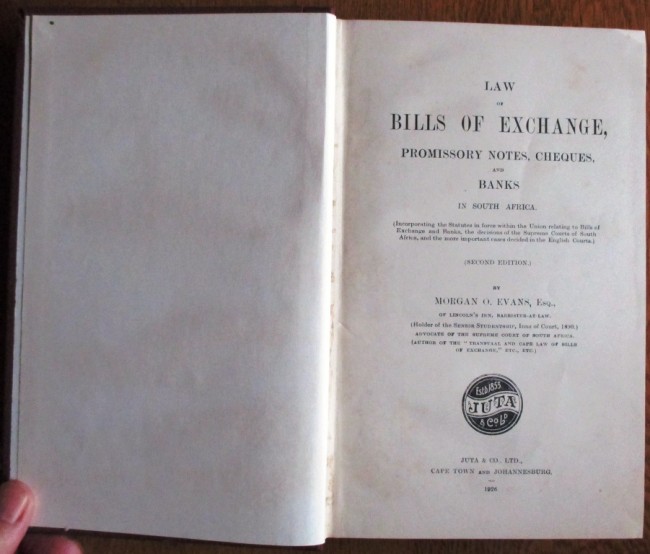 LAW
OF
BILLS OF EXCHANGE,
PROMISSORY NOTES, CHEQUES,
AND
BANKS
IN SOUTH AFRICA.
(Incorporating the Statutes in force within the Union relating to Bills of
Exchange and Banks, the decisions of the Supreme Courts of South
Africa, and the more important cases decided in the English Courts.)
(SECOND EDITION.)
BY
MORGAN O. EVANS, Esq.,
OF LINCOLN'S INN, BARRISTER-AT-LAW.
(Holder of the Senior Studentship, Inns of Court, 1890.)
ADVOCATE OF THE SUPREME COURT OF SOUTH AFRICA.
(AUTHOR OF THE "TRANSVAAL AND CAPE LAW OF BILLS
OF EXCHANGE," ETC., ETC.)
Estd. 1853
JUTA
& Co Ld
JUTA & CO., LTD.,
CAPE TOWN AND JOHANNESBURG.